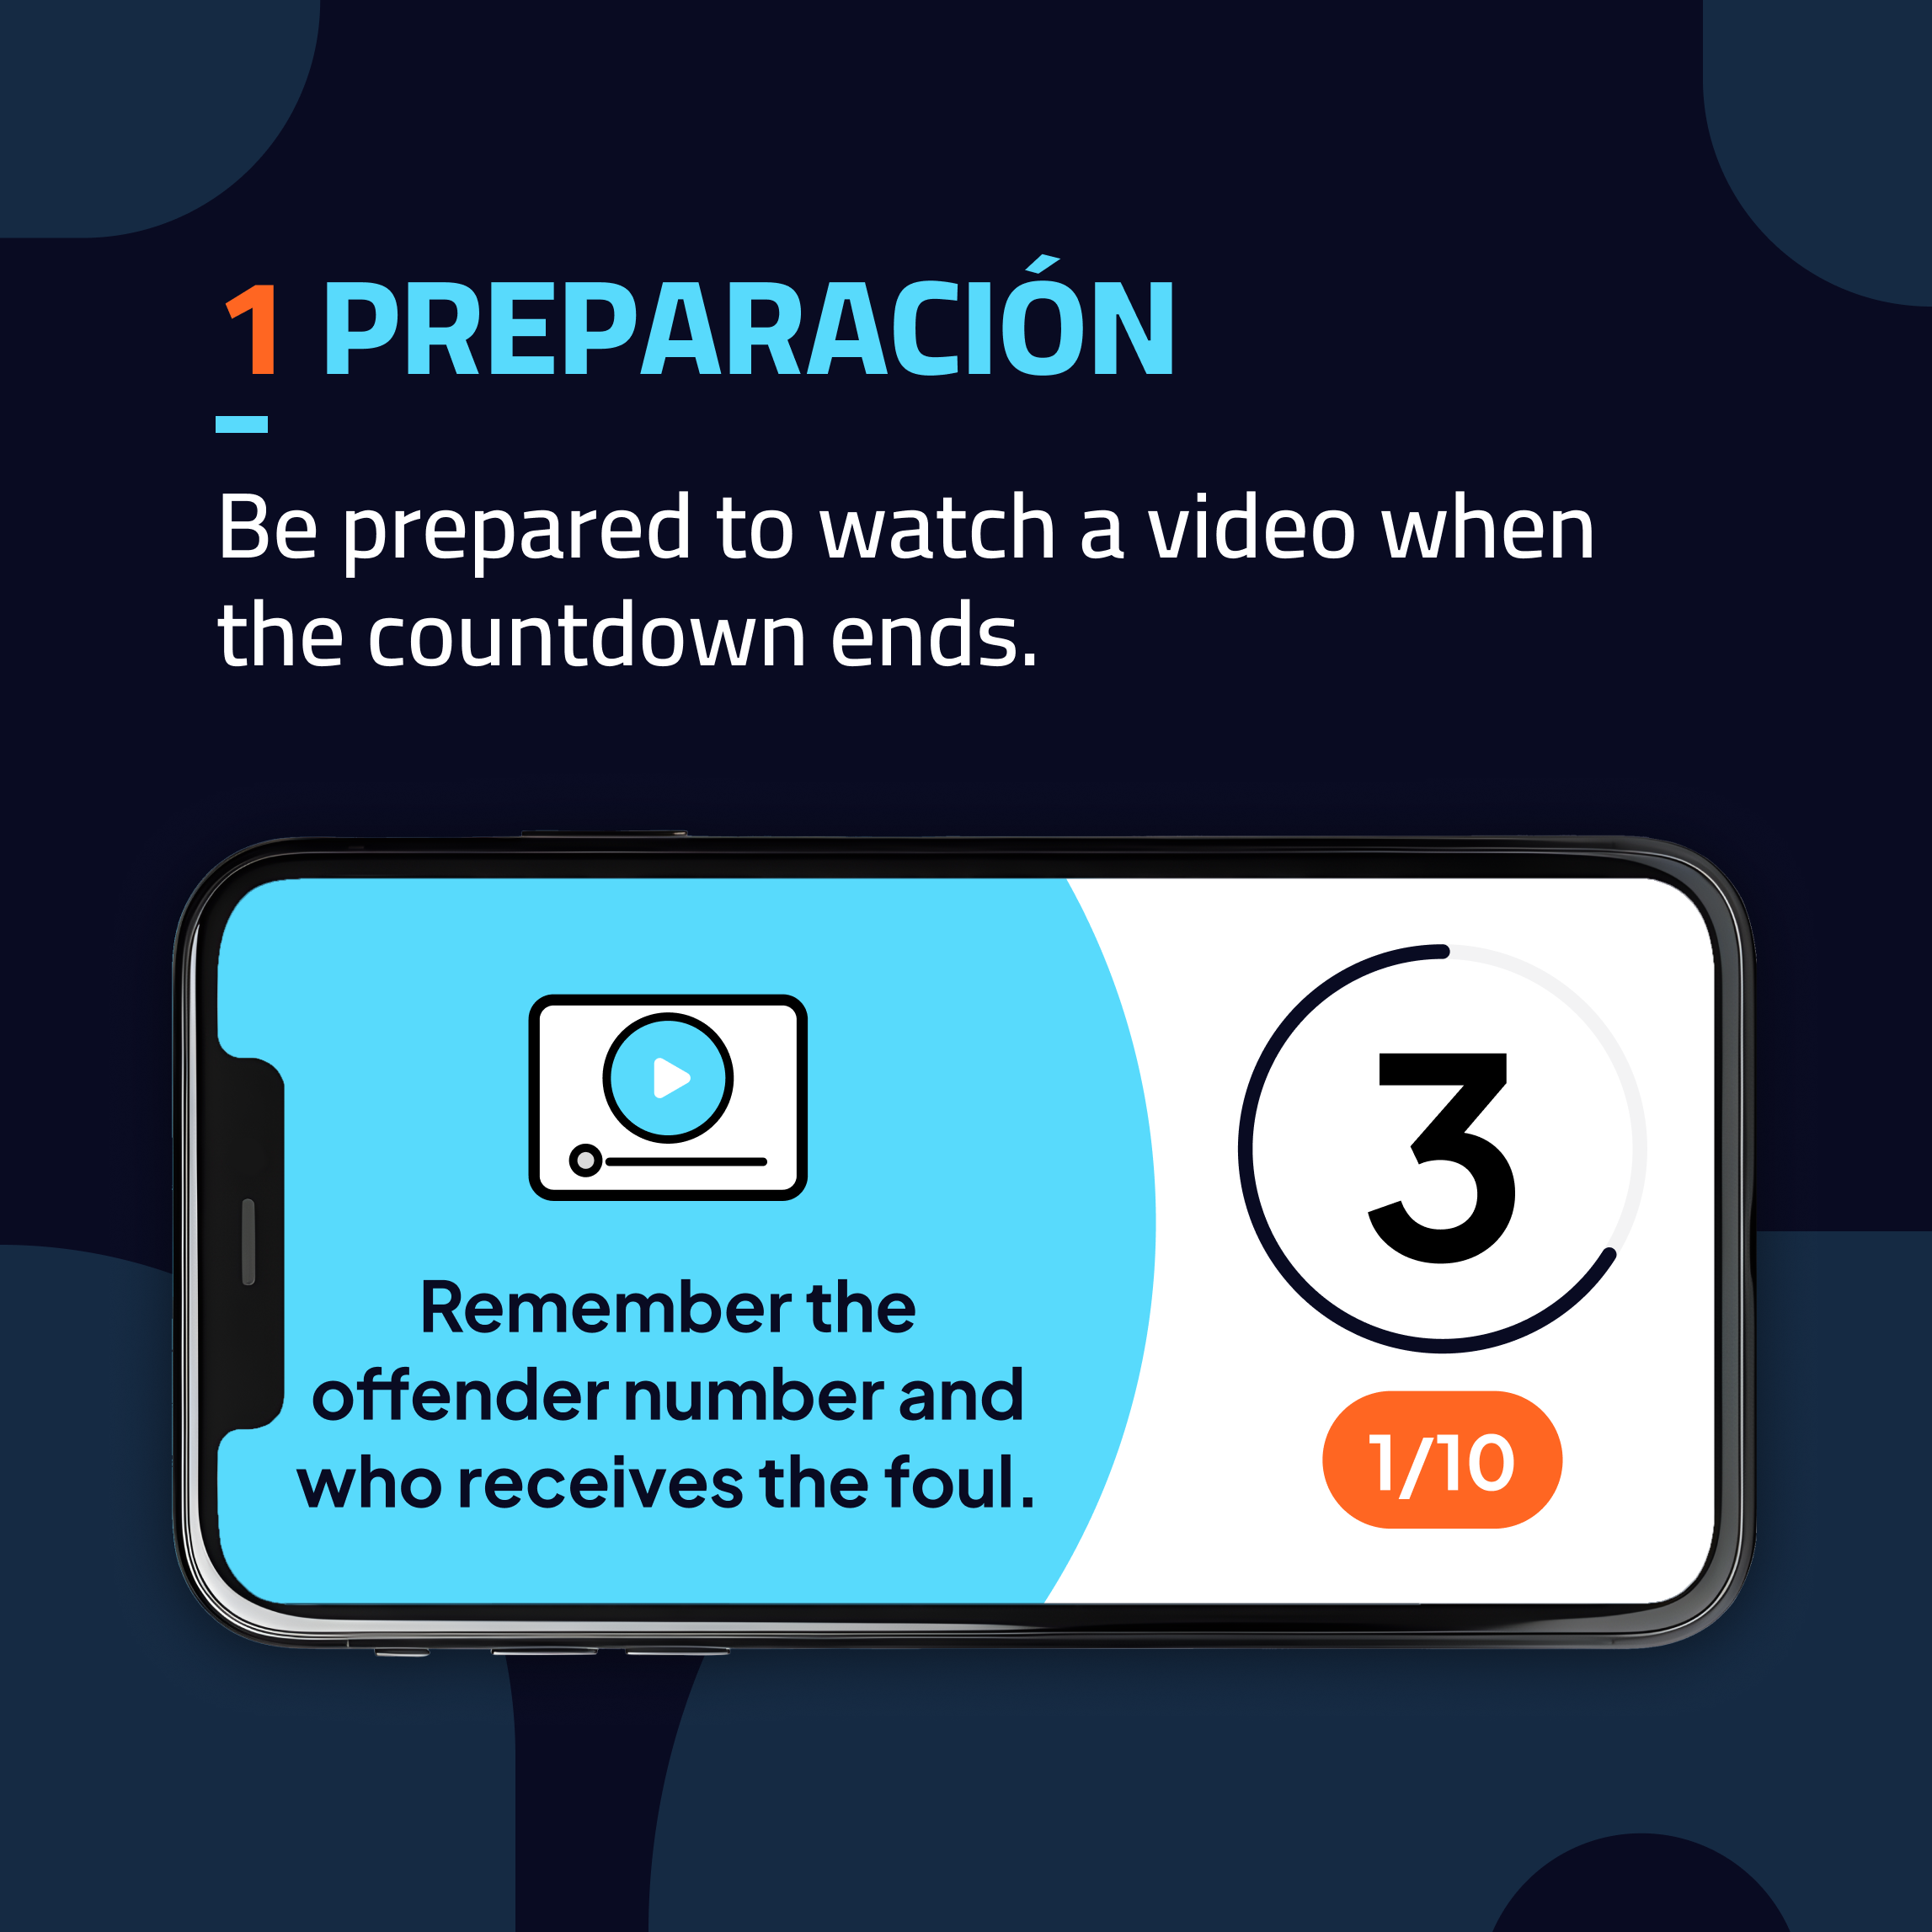 1 PREPARACIÓN
Be prepared to watch a video when
the countdown ends.
Remember the
offender number and
who receives the foul.
3
1/10